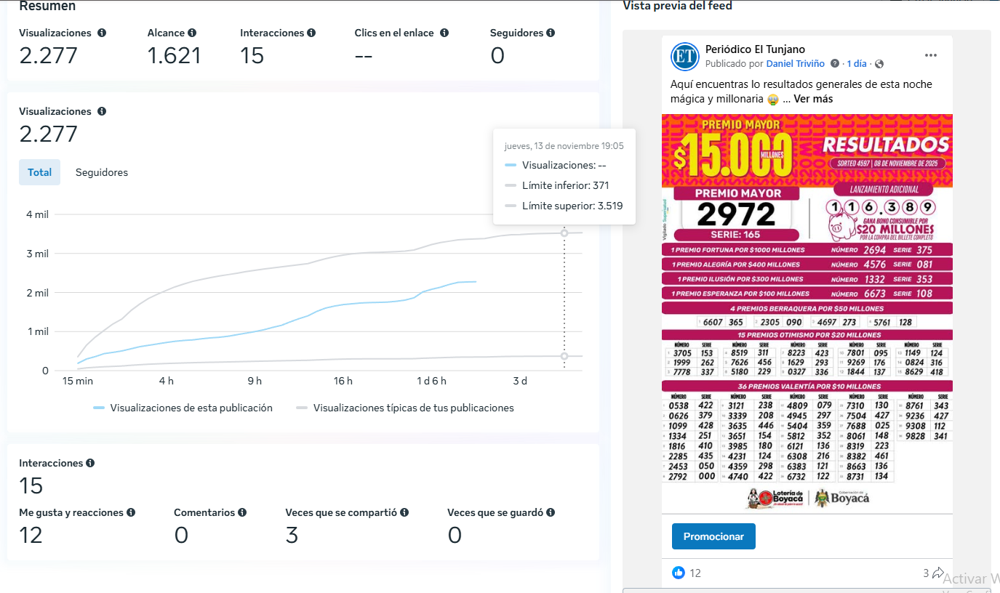 Resumen
Visualizaciones
2.277
Alcance
1.621
Interacciones
15
Clics en el enlace
--
Seguidores
0
Visualizaciones
2.277
Total
Seguidores
jueves, 13 de noviembre 19:05
Visualizaciones: --
Límite inferior: 371
Límite superior: 3.519
4 mil
3 mil
2 mil
1 mil
0
15 min
4 h
9 h
16 h
1 d 6 h
3 d
Visualizaciones de esta publicación
Visualizaciones típicas de tus publicaciones
Interacciones
15
Me gusta y reacciones
12
Comentarios
0
Veces que se compartió
3
Veces que se guardó
0
Vista previa del feed
ET
Periódico El Tunjano
Publicado por Daniel Triviño · 1 día ·
Aquí encuentras lo resultados generales de esta noche
mágica y millonaria ... Ver más
PREMIO MAYOR
$15.000
MILLONES
RESULTADOS
SORTEO 4597 | 08 DE NOVIEMBRE DE 2025
PREMIO MAYOR
2972
SERIE: 165
Vigilado Supersalud
LANZAMIENTO ADICIONAL
116.389
GANA BONO CONSUMIBLE POR
$20 MILLONES
POR LA COMPRA DEL BILLETE COMPLETO
1 PREMIO FORTUNA POR $1000 MILLONES NÚMERO 2694 SERIE 375
1 PREMIO ALEGRÍA POR $400 MILLONES NÚMERO 4576 SERIE 081
1 PREMIO ILUSIÓN POR $300 MILLONES NÚMERO 1332 SERIE 353
1 PREMIO ESPERANZA POR $100 MILLONES NÚMERO 6673 SERIE 108
4 PREMIOS BERRAQUERA POR $50 MILLONES
6607 365 2305 090 4697 273 5761 128
15 PREMIOS OTIMISMO POR $20 MILLONES
NÚMERO SERIE NÚMERO SERIE NÚMERO SERIE NÚMERO SERIE NÚMERO SERIE
3705 153 8519 311 8223 423 7801 095 1149 124
1999 262 7626 456 1629 293 9269 176 0824 316
7778 337 5180 229 0327 336 1844 137 8629 418
36 PREMIOS VALENTÍA POR $10 MILLONES
NÚMERO SERIE NÚMERO SERIE NÚMERO SERIE NÚMERO SERIE NÚMERO SERIE
0538 422 3121 238 4809 079 7310 130 8761 343
0626 379 3339 208 4945 297 7504 427 9236 427
1099 428 3635 446 5404 359 7688 025 9308 112
1334 251 3651 154 5812 352 8061 148 9828 341
1816 410 3985 180 6121 136 8319 223
2285 435 4231 124 6308 216 8382 461
2453 050 4359 298 6383 121 8663 136
2792 000 4740 422 6732 122 8731 134
Lotería de
Boyacá
Gobernación de
Boyacá
Promocionar
12
3
Activar W